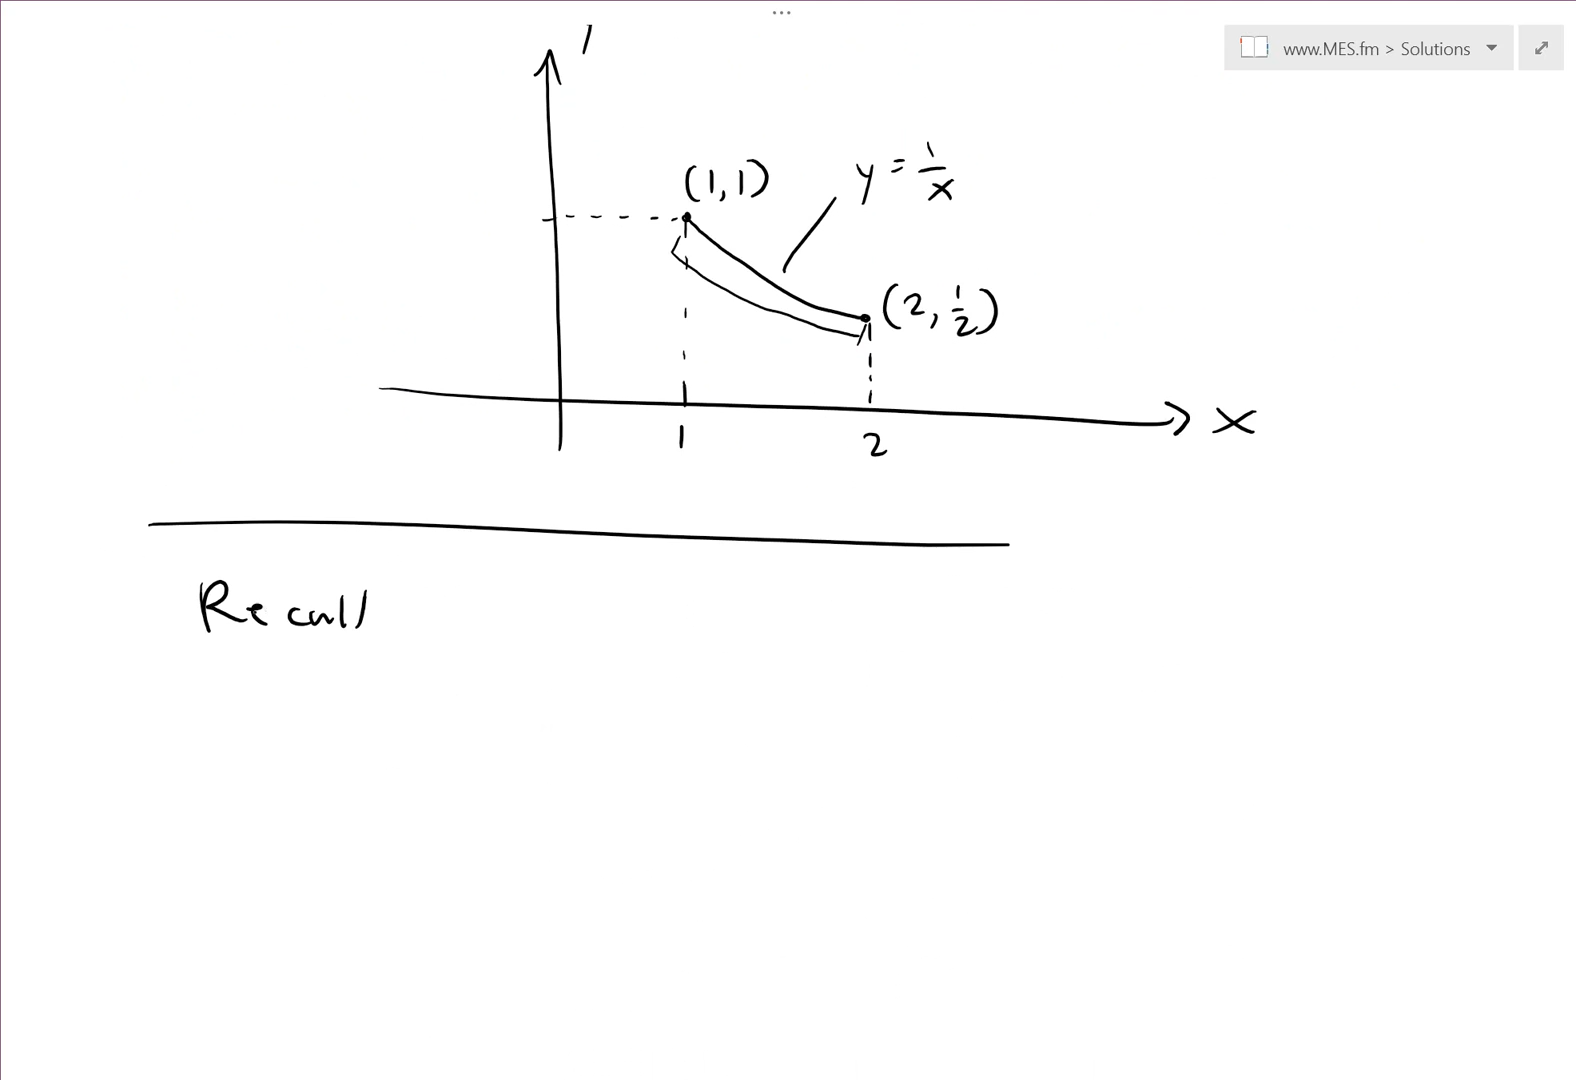 www.MES.fm > Solutions
(1,1)
y = 1/x
(2, 1/2)
x
1
2
Recall